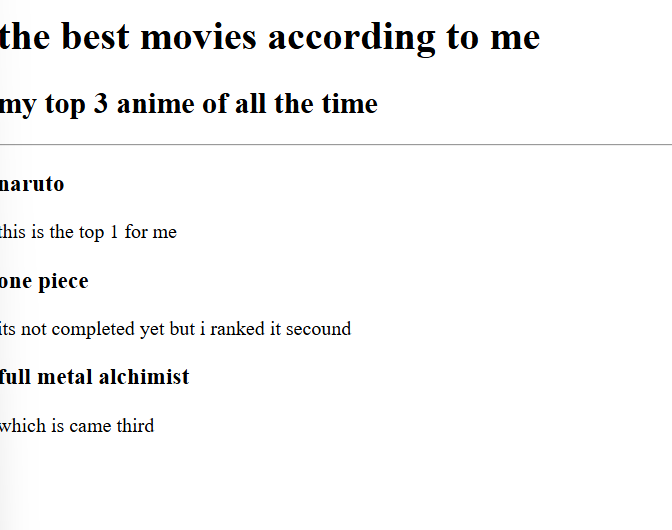 the best movies according to me
my top 3 anime of all the time
naruto
this is the top 1 for me
one piece
its not completed yet but i ranked it secound
full metal alchimist
which is came third